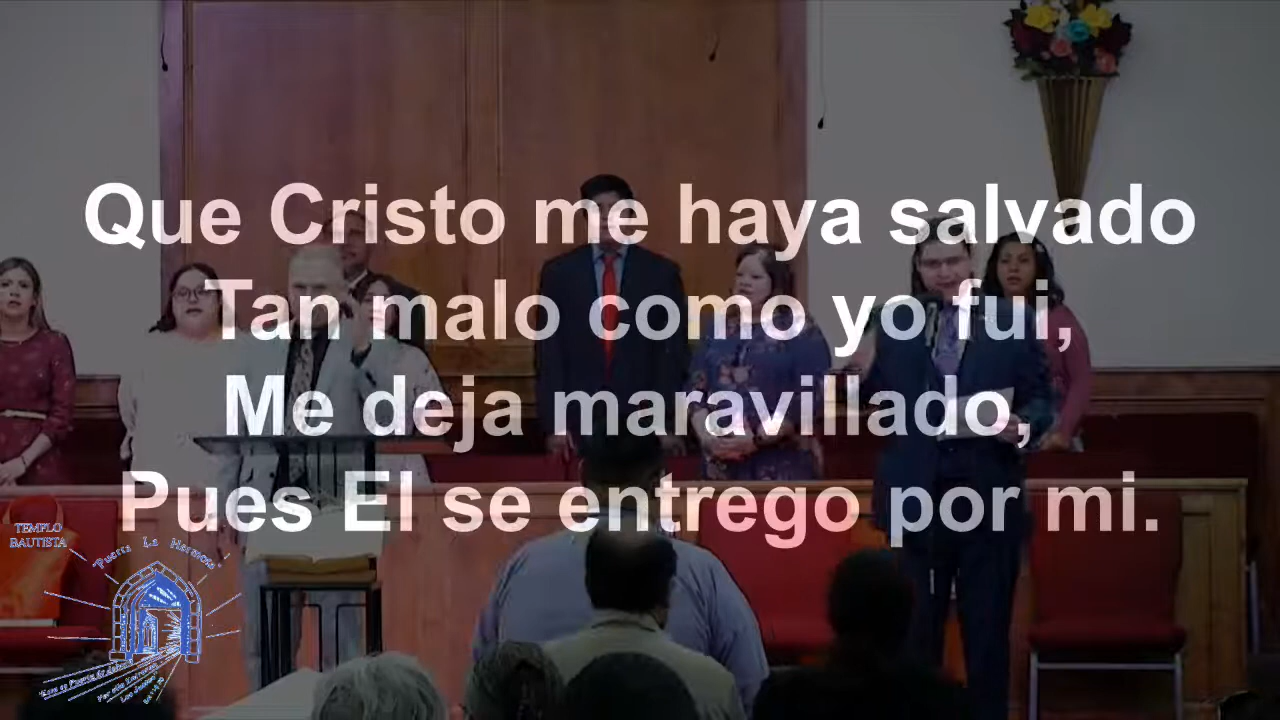 Que Cristo me haya salvado
Tan malo como yo fui,
Me deja maravillado,
Pues El se entrego por mi.
TEMPLO
BAUTISTA
"Puerta La Hermosa"